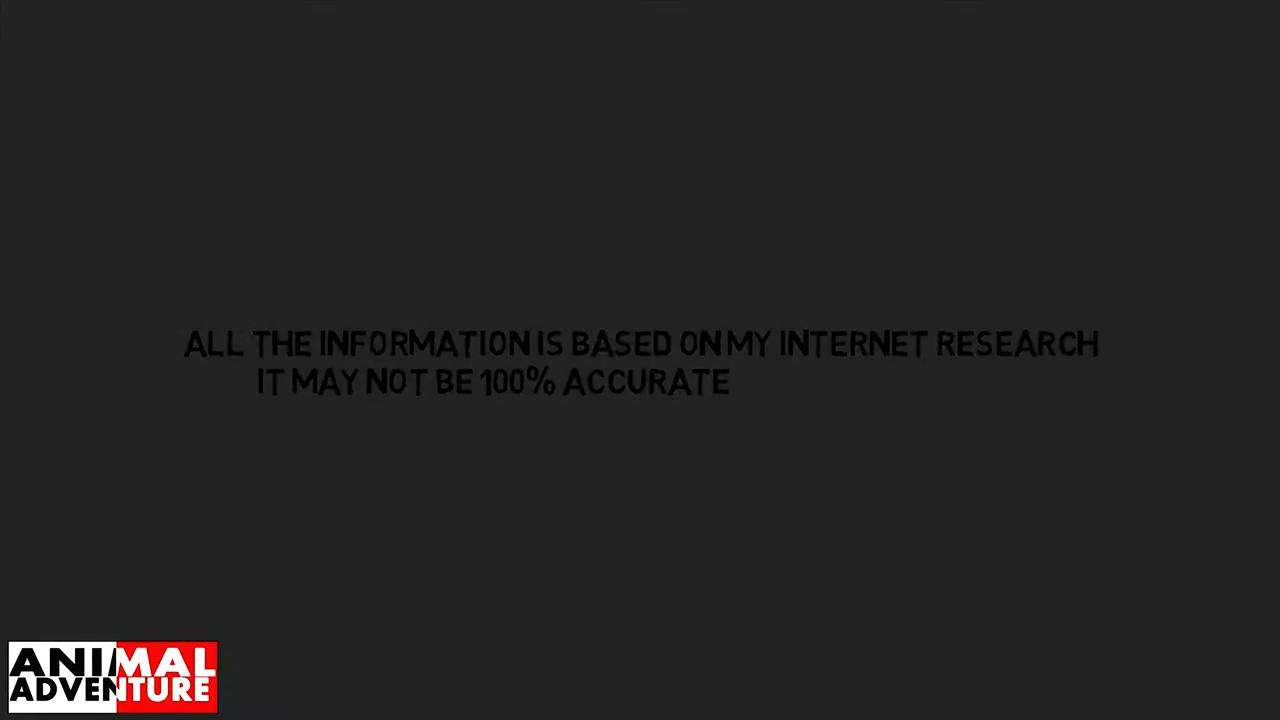 ALL THE INFORMATION IS BASED ON MY INTERNET RESEARCH
IT MAY NOT BE 100% ACCURATE
ANIMAL
ADVENTURE